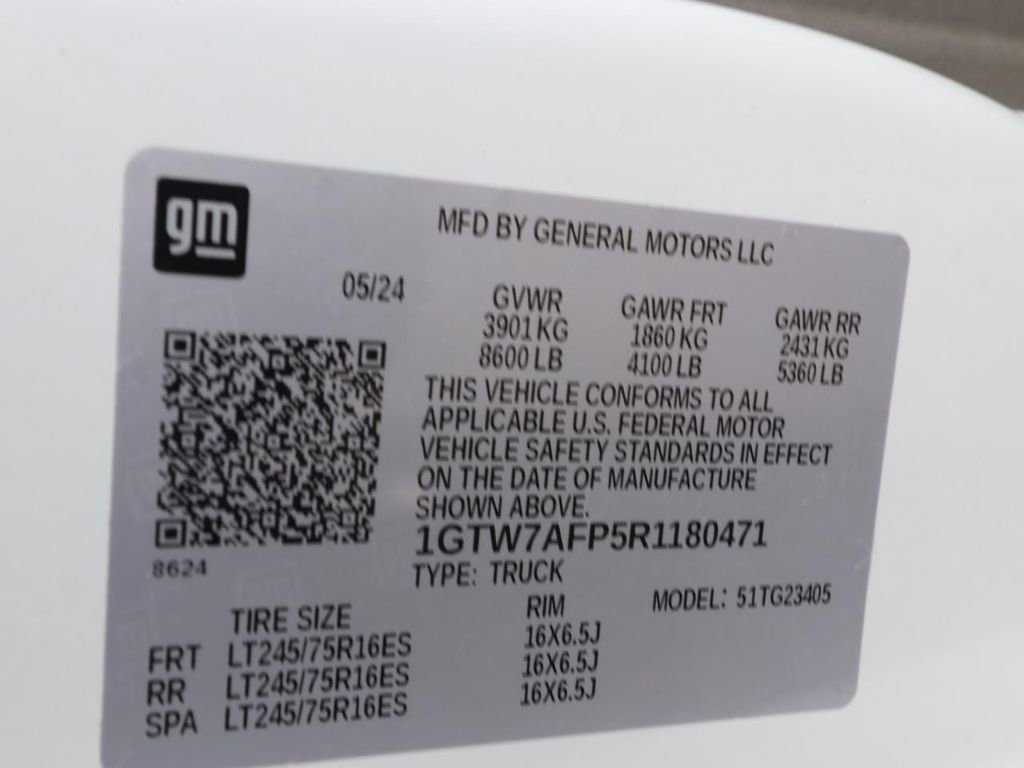 gm
MFD BY GENERAL MOTORS LLC
05/24
GVWR GAWR FRT GAWR RR
3901 KG 1860 KG 2431 KG
8600 LB 4100 LB 5360 LB
THIS VEHICLE CONFORMS TO ALL
APPLICABLE U.S. FEDERAL MOTOR
VEHICLE SAFETY STANDARDS IN EFFECT
ON THE DATE OF MANUFACTURE
SHOWN ABOVE.
1GTW7AFP5R1180471
8624
TYPE: TRUCK MODEL: 51TG23405
TIRE SIZE RIM
FRT LT245/75R16ES 16X6.5J
RR LT245/75R16ES 16X6.5J
SPA LT245/75R16ES 16X6.5J